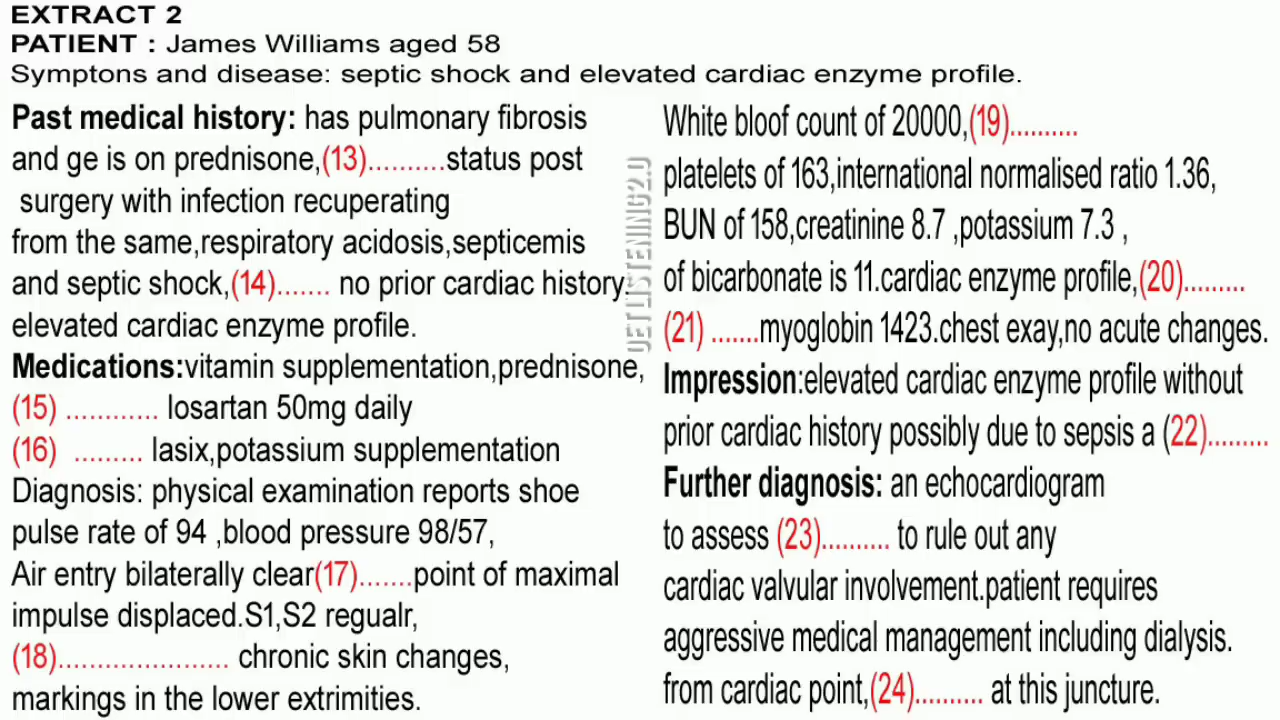 EXTRACT 2
PATIENT : James Williams aged 58
Symptons and disease: septic shock and elevated cardiac enzyme profile.
Past medical history: has pulmonary fibrosis
and ge is on prednisone,(13)..........status post
surgery with infection recuperating
from the same,respiratory acidosis,septicemis
and septic shock,(14)....... no prior cardiac history.
elevated cardiac enzyme profile.
Medications:vitamin supplementation,prednisone,
(15) ............ losartan 50mg daily
(16) ......... lasix,potassium supplementation
Diagnosis: physical examination reports shoe
pulse rate of 94 ,blood pressure 98/57,
Air entry bilaterally clear(17).......point of maximal
impulse displaced.S1,S2 regualr,
(18)...................... chronic skin changes,
markings in the lower extrimities.
White bloof count of 20000,(19)..........
platelets of 163,international normalised ratio 1.36,
BUN of 158,creatinine 8.7 ,potassium 7.3 ,
of bicarbonate is 11.cardiac enzyme profile,(20).........
(21) .......myoglobin 1423.chest exay,no acute changes.
Impression:elevated cardiac enzyme profile without
prior cardiac history possibly due to sepsis a (22).........
Further diagnosis: an echocardiogram
to assess (23).......... to rule out any
cardiac valvular involvement.patient requires
aggressive medical management including dialysis.
from cardiac point,(24).......... at this juncture.